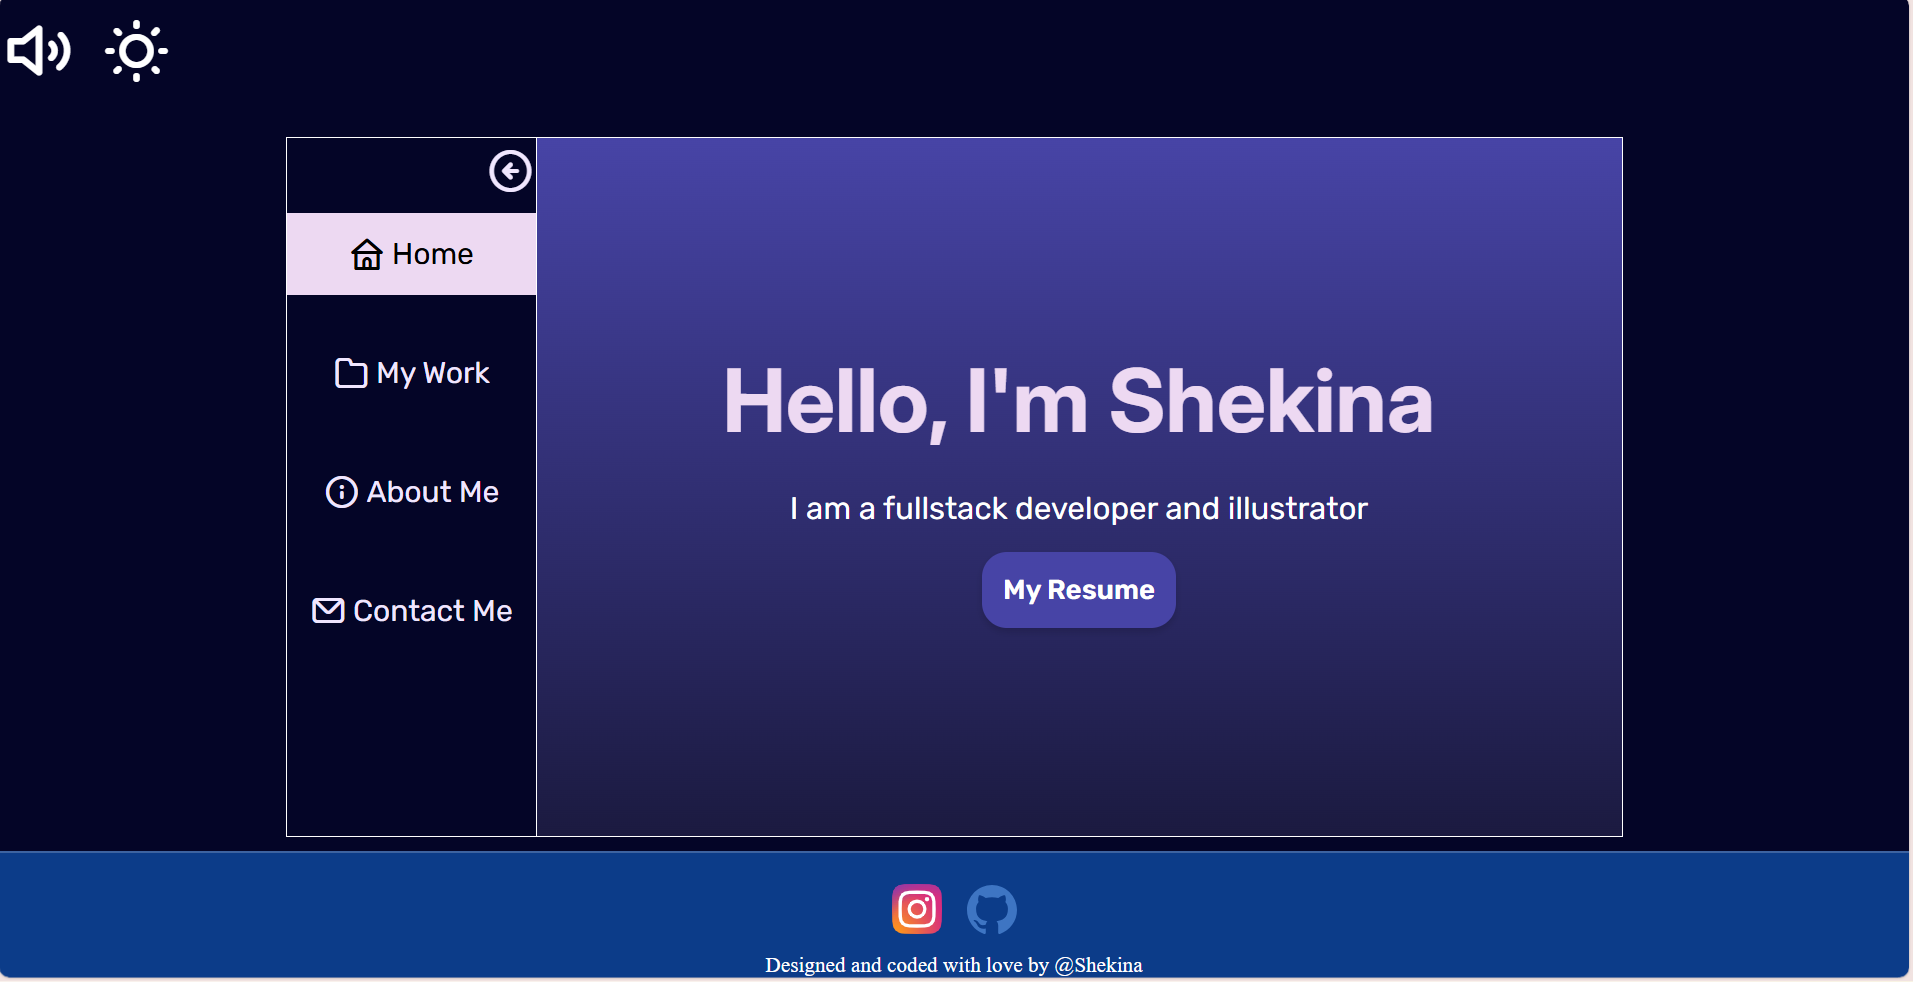 Home
My Work
About Me
Contact Me
Hello, I'm Shekina
I am a fullstack developer and illustrator
My Resume
Designed and coded with love by @Shekina